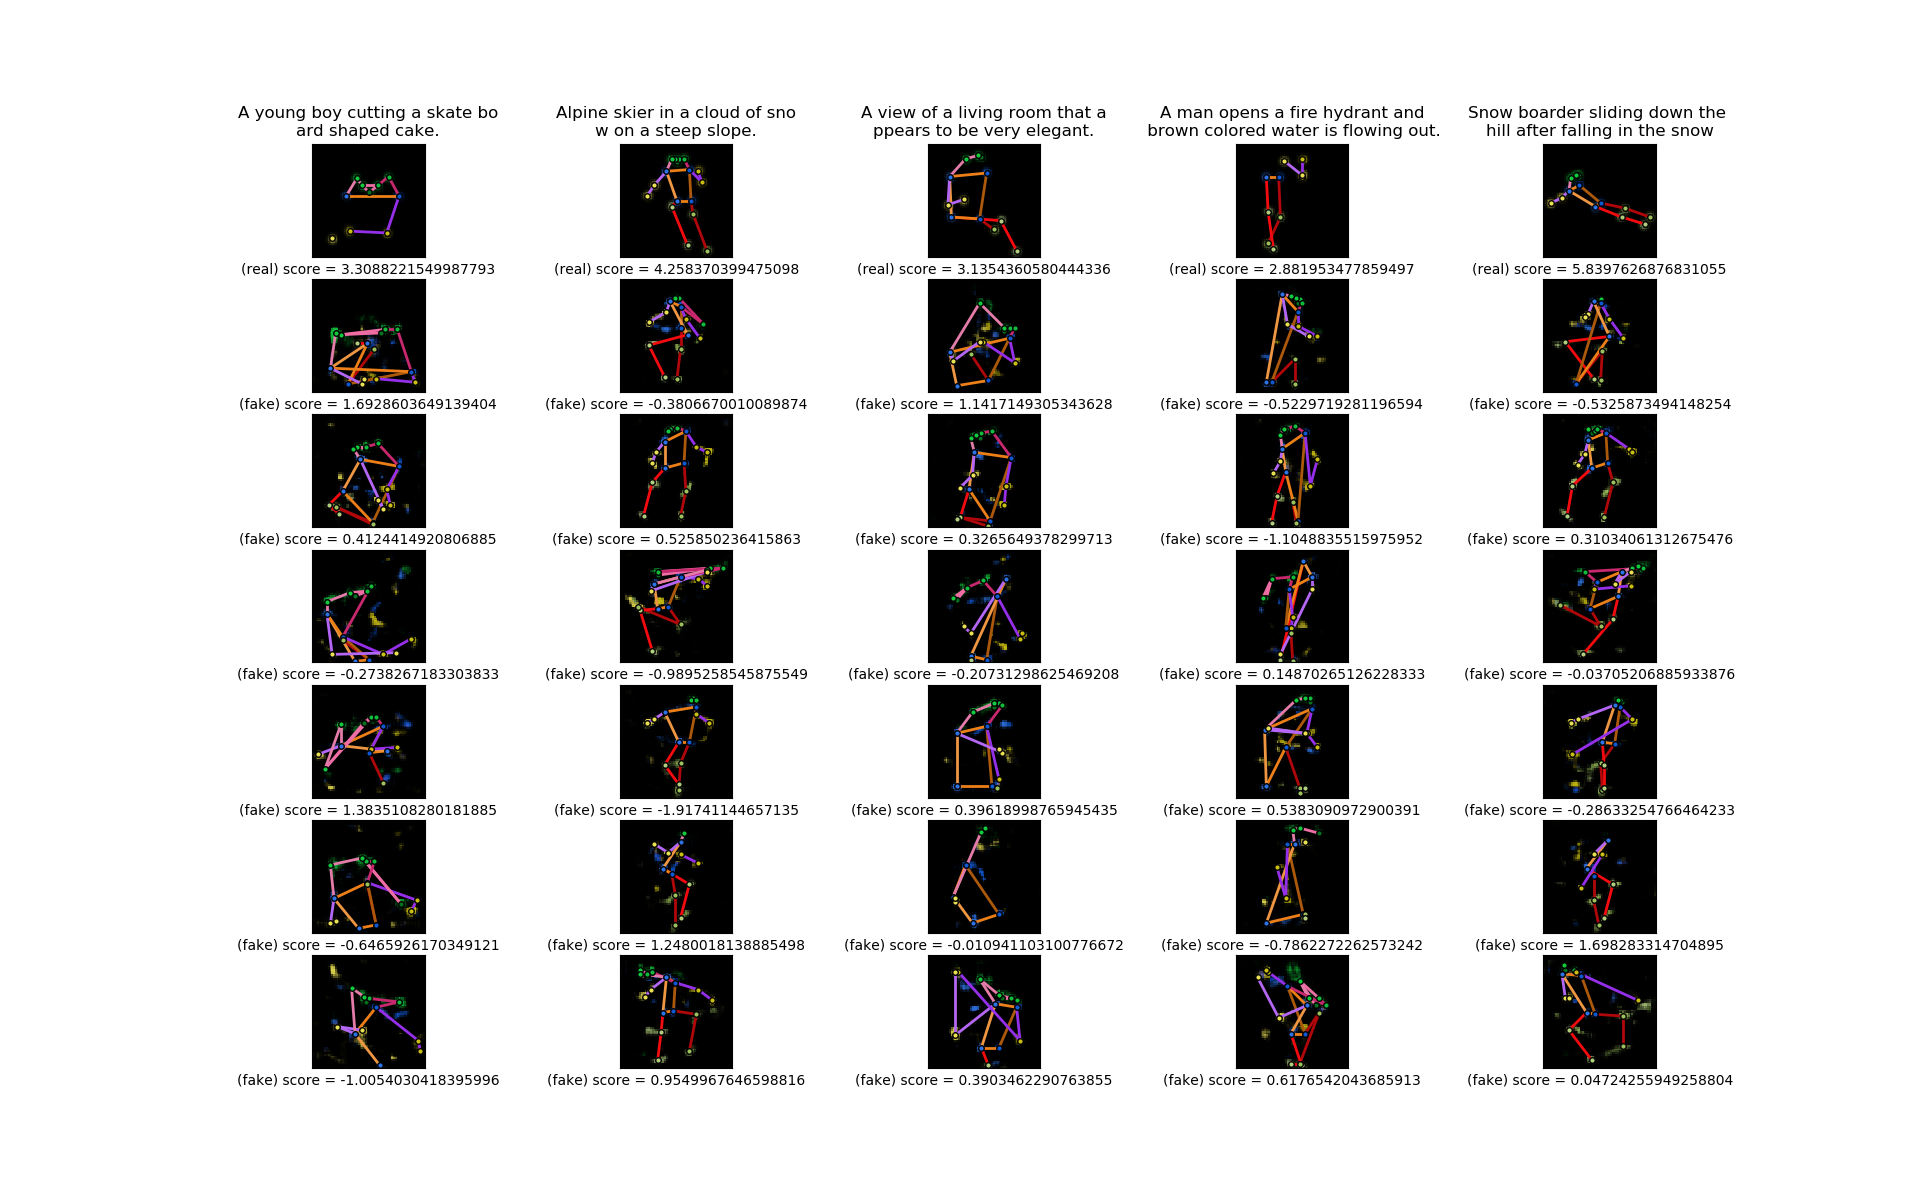 A young boy cutting a skate bo
ard shaped cake.
Alpine skier in a cloud of sno
w on a steep slope.
A view of a living room that a
ppears to be very elegant.
A man opens a fire hydrant and
brown colored water is flowing out.
Snow boarder sliding down the
hill after falling in the snow
(real) score = 3.3088221549987793
(real) score = 4.258370399475098
(real) score = 3.1354360580444336
(real) score = 2.881953477859497
(real) score = 5.8397626876831055
(fake) score = 1.6928603649139404
(fake) score = -0.3806670010089874
(fake) score = 1.1417149305343628
(fake) score = -0.5229719281196594
(fake) score = -0.5325873494148254
(fake) score = 0.4124414920806885
(fake) score = 0.525850236415863
(fake) score = 0.3265649378299713
(fake) score = -1.1048835515975952
(fake) score = 0.31034061312675476
(fake) score = -0.2738267183303833
(fake) score = -0.9895258545875549
(fake) score = -0.20731298625469208
(fake) score = 0.14870265126228333
(fake) score = -0.03705206885933876
(fake) score = 1.3835108280181885
(fake) score = -1.91741144657135
(fake) score = 0.39618998765945435
(fake) score = 0.5383090972900391
(fake) score = -0.28633254766464233
(fake) score = -0.6465926170349121
(fake) score = 1.2480018138885498
(fake) score = -0.010941103100776672
(fake) score = -0.7862272262573242
(fake) score = 1.698283314704895
(fake) score = -1.0054030418395996
(fake) score = 0.9549967646598816
(fake) score = 0.3903462290763855
(fake) score = 0.6176542043685913
(fake) score = 0.04724255949258804